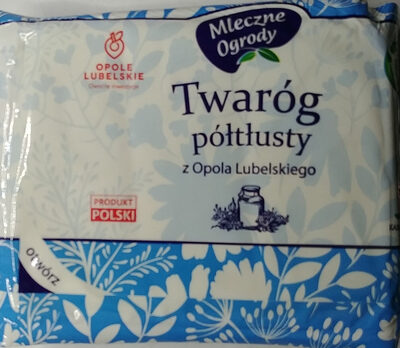 OPOLE
LUBELSKIE
Mleczne
Ogrody
Twaróg
półtłusty
z Opola Lubelskiego
PRODUKT
POLSKI
otwórz